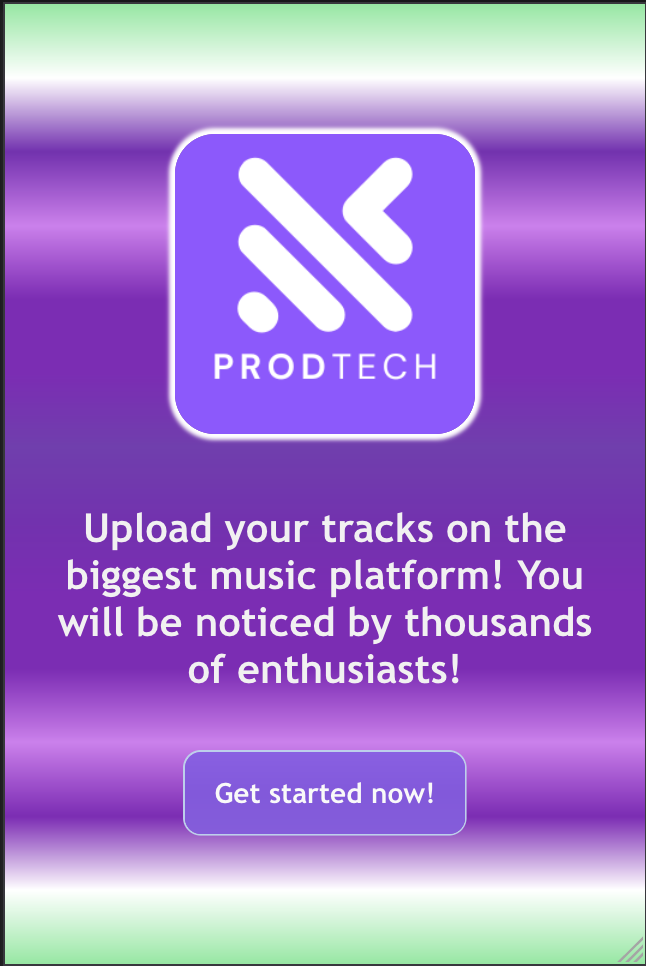 PRODTECH
Upload your tracks on the
biggest music platform! You
will be noticed by thousands
of enthusiasts!
Get started now!